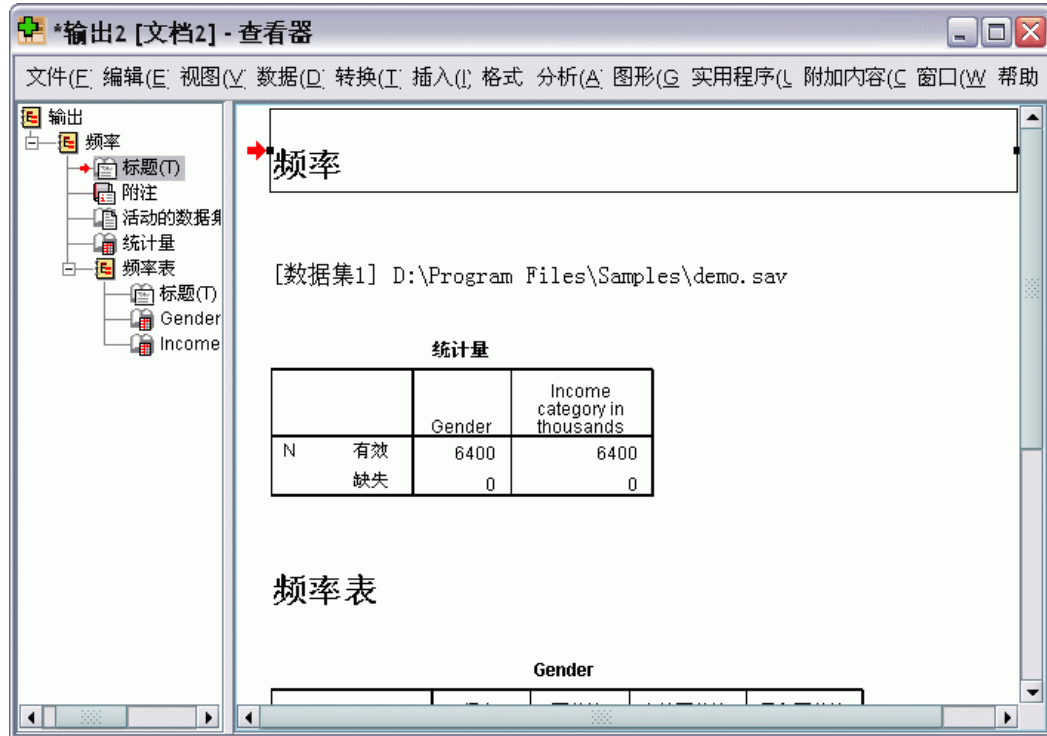 *输出2 [文档2] - 查看器
文件(F 编辑(E 视图(V 数据(D 转换(T 插入(I 格式 分析(A 图形(G 实用程序(U 附加内容(C 窗口(W 帮助
输出
频率
标题(T)
附注
活动的数据集
统计量
频率表
标题(T)
Gender
Income
频率
[数据集1] D:\Program Files\Samples\demo.sav
统计量
Gender Income category in thousands
N 有效 6400 6400
缺失 0 0
频率表
Gender